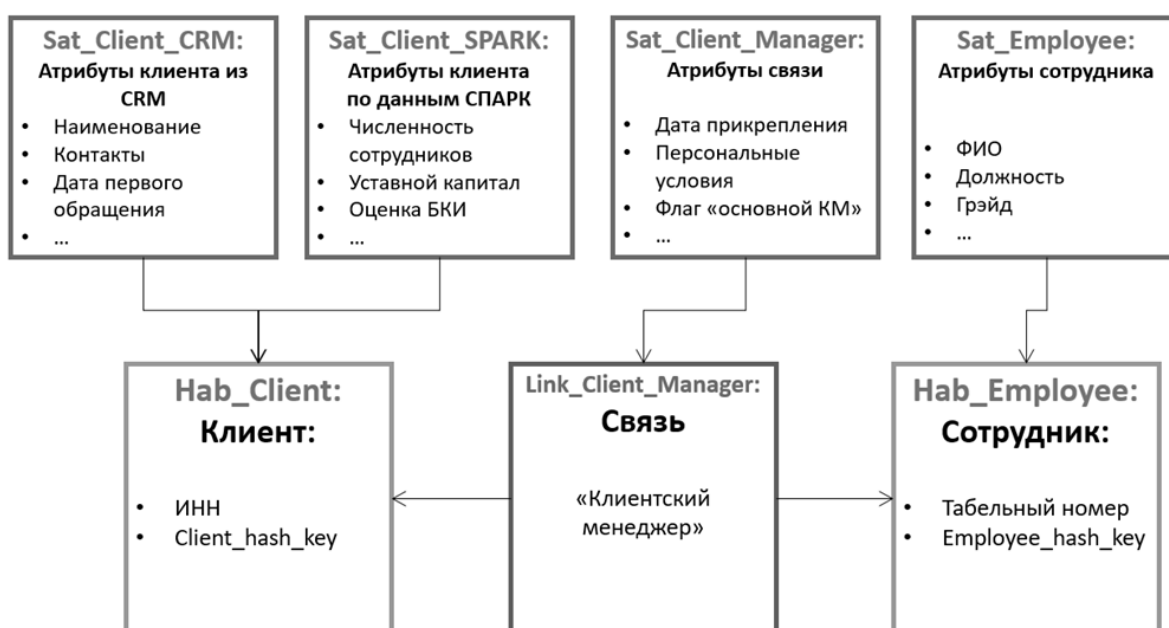 Sat_Client_CRM:
Атрибуты клиента из
CRM
• Наименование
• Контакты
• Дата первого
обращения
• ...
Sat_Client_SPARK:
Атрибуты клиента
по данным СПАРК
• Численность
сотрудников
• Уставной капитал
• Оценка БКИ
• ...
Sat_Client_Manager:
Атрибуты связи
• Дата прикрепления
• Персональные
условия
• Флаг «основной КМ»
• ...
Sat_Employee:
Атрибуты сотрудника
• ФИО
• Должность
• Грэйд
• ...
Hab_Client:
Клиент:
• ИНН
• Client_hash_key
Link_Client_Manager:
Связь
«Клиентский
менеджер»
Hab_Employee:
Сотрудник:
• Табельный номер
• Employee_hash_key